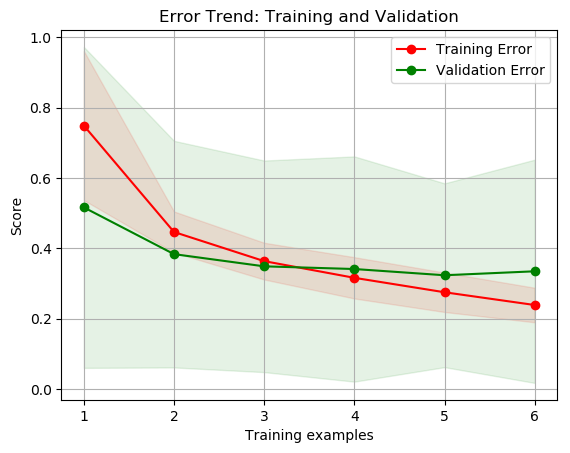 Error Trend: Training and Validation
Training Error
Validation Error
Score
1.0
0.8
0.6
0.4
0.2
0.0
1 2 3 4 5 6
Training examples